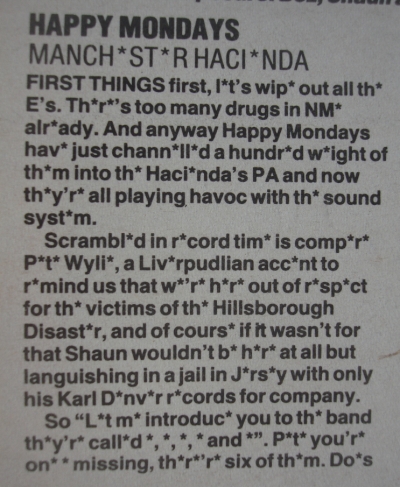 HAPPY MONDAYS
MANCH*ST*R HACI*NDA
FIRST THINGS first, l*t's wip* out all th*
E's. Th*r*'s too many drugs in NM*
alr*ady. And anyway Happy Mondays
hav* just chann*ll*d a hundr*d w*ight of
th*m into th* Haci*nda's PA and now
th*y'r* all playing havoc with th* sound
syst*m.
Scrambl*d in r*cord tim* is comp*r*
P*t* Wyli*, a Liv*rpudlian acc*nt to
r*mind us that w*'r* h*r* out of r*sp*ct
for th* victims of th* Hillsborough
Disast*r, and of cours* if it wasn't for
that Shaun wouldn't b* h*r* at all but
languishing in a jail in J*rs*y with only
his Karl D*nv*r r*cords for company.
So “L*t m* introduc* you to th* band
th*y'r* call*d *, *, *, * and *”. P*t* you'r*
on* * missing, th*r*'r* six of th*m. Do*s